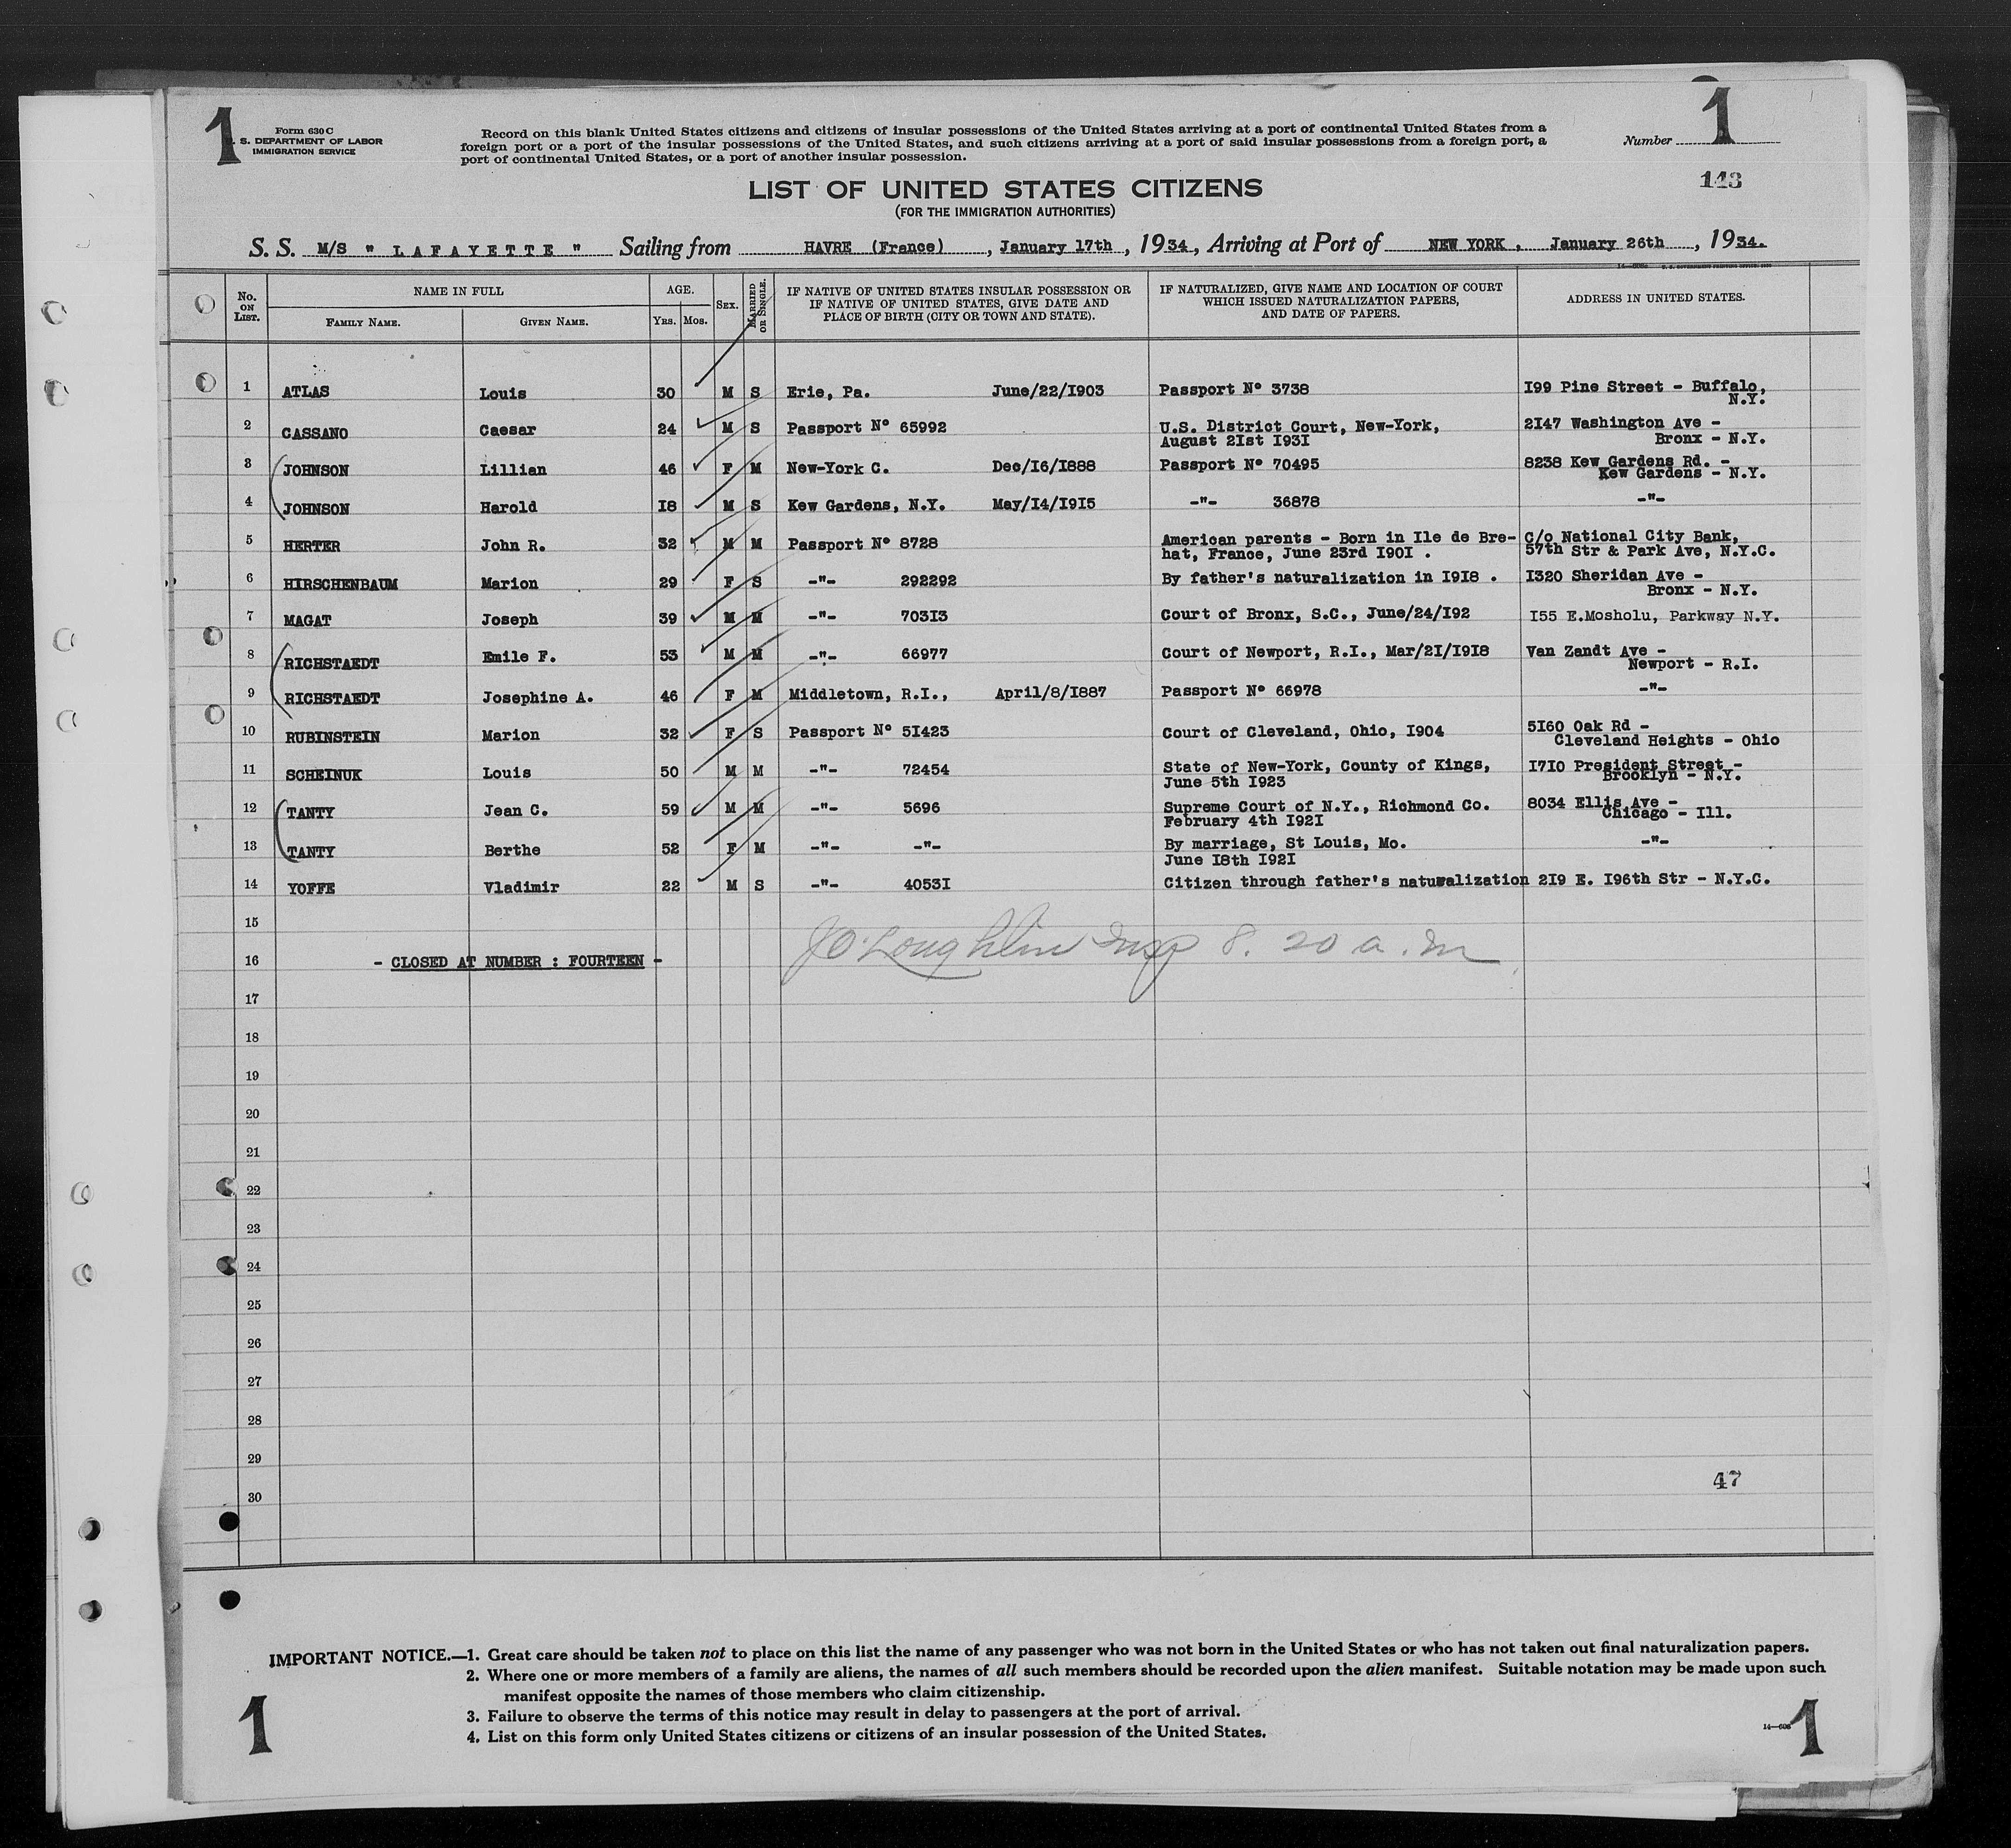 1
Form 630 C
S. DEPARTMENT OF LABOR
IMMIGRATION SERVICE
Record on this blank United States citizens and citizens of insular possessions of the United States arriving at a port of continental United States from a
foreign port or a port of the insular possessions of the United States, and such citizens arriving at a port of said insular possessions from a foreign port, a
port of continental United States, or a port of another insular possession.
Number 1
143
LIST OF UNITED STATES CITIZENS
(FOR THE IMMIGRATION AUTHORITIES)
S. S. M/S " LAFAYETTE " Sailing from HAVRE (France), January 17th, 1934, Arriving at Port of NEW YORK, January 26th, 1934.
No. ON LIST. NAME IN FULL FAMILY NAME. GIVEN NAME. AGE. YRS. MOS. SEX. MARRIED OR SINGLE. IF NATIVE OF UNITED STATES INSULAR POSSESSION OR IF NATIVE OF UNITED STATES, GIVE DATE AND PLACE OF BIRTH (CITY OR TOWN AND STATE). IF NATURALIZED, GIVE NAME AND LOCATION OF COURT WHICH ISSUED NATURALIZATION PAPERS, AND DATE OF PAPERS. ADDRESS IN UNITED STATES.
1 ATLAS Louis 30 M S Erie, Pa. June/22/1903 Passport N° 3738 199 Pine Street - Buffalo, N.Y.
2 CASSANO Caesar 24 M S Passport N° 65992 U.S. District Court, New-York, August 21st 1931 2147 Washington Ave - Bronx - N.Y.
3 JOHNSON Lillian 46 F M New-York C. Dec/16/1888 Passport N° 70495 8238 Kew Gardens Rd. - Kew Gardens - N.Y.
4 JOHNSON Harold 18 M S Kew Gardens, N.Y. May/14/1915 -"- 36878 -"-
5 HERTER John R. 32 M M Passport N° 8728 American parents - Born in Ile de Bre- hat, France, June 23rd 1901 . C/o National City Bank, 57th Str & Park Ave, N.Y.C.
6 HIRSCHENBAUM Marion 29 F S -"- 292292 By father's naturalization in 1918 . 1320 Sheridan Ave - Bronx - N.Y.
7 MAGAT Joseph 39 M M -"- 70313 Court of Bronx, S.C., June/24/192 155 E.Mosholu, Parkway N.Y.
8 RICHSTAEDT Emile F. 53 M M -"- 66977 Court of Newport, R.I., Mar/21/1918 Van Zandt Ave - Newport - R.I.
9 RICHSTAEDT Josephine A. 46 F M Middletown, R.I., April/8/1887 Passport N° 66978 -"-
10 RUBINSTEIN Marion 32 F S Passport N° 51423 Court of Cleveland, Ohio, 1904 5160 Oak Rd - Cleveland Heights - Ohio
11 SCHEINUK Louis 50 M M -"- 72454 State of New-York, County of Kings, June 5th 1923 1710 President Street - Brooklyn - N.Y.
12 TANTY Jean C. 59 M M -"- 5696 Supreme Court of N.Y., Richmond Co. February 4th 1921 8034 Ellis Ave - Chicago - Ill.
13 TANTY Berthe 52 F M -"- -"- By marriage, St Louis, Mo. June 18th 1921 -"-
14 YOFFE Vladimir 22 M S -"- 40531 Citizen through father's naturalization 219 E. 196th Str - N.Y.C.
15
JO'Loughlin Insp 8. 20 a. m
16 - CLOSED AT NUMBER : FOURTEEN -
17
18
19
20
21
22
23
24
25
26
27
28
29
47
30
IMPORTANT NOTICE.—1. Great care should be taken not to place on this list the name of any passenger who was not born in the United States or who has not taken out final naturalization papers.
2. Where one or more members of a family are aliens, the names of all such members should be recorded upon the alien manifest. Suitable notation may be made upon such
manifest opposite the names of those members who claim citizenship.
3. Failure to observe the terms of this notice may result in delay to passengers at the port of arrival.
4. List on this form only United States citizens or citizens of an insular possession of the United States.
1
1